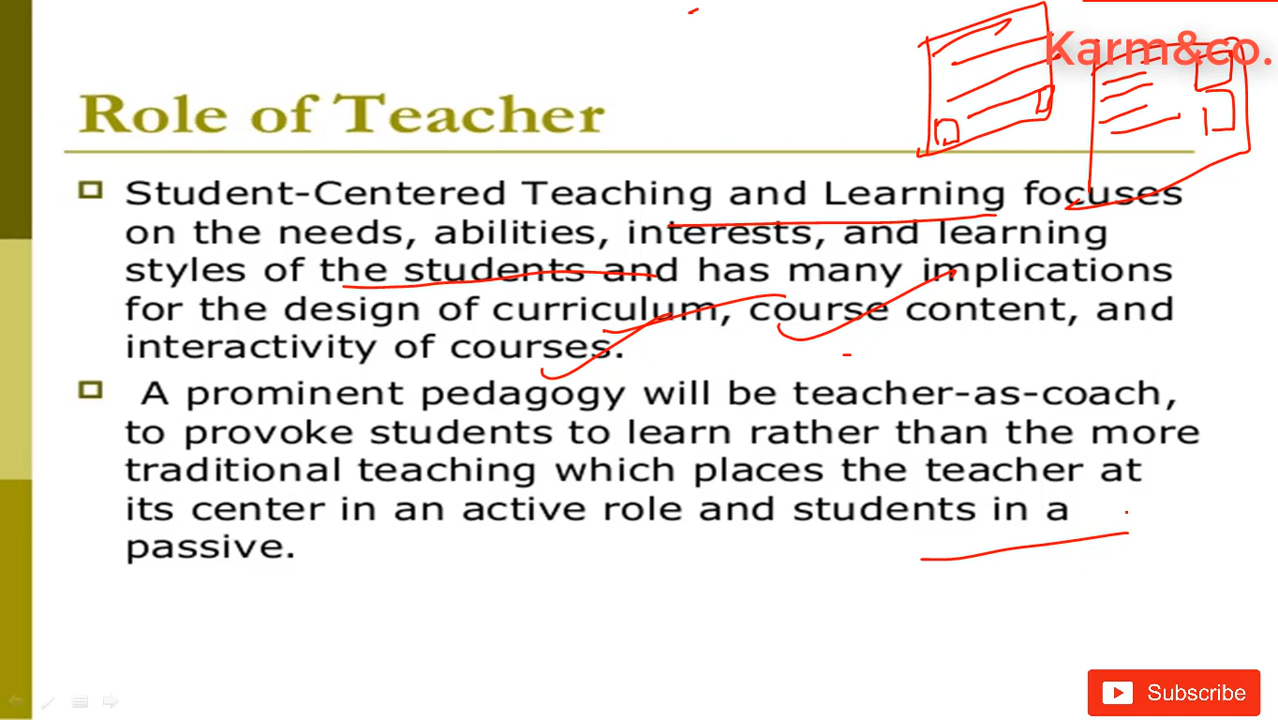 Karm&co.
Role of Teacher
Student-Centered Teaching and Learning focuses
on the needs, abilities, interests, and learning
styles of the students and has many implications
for the design of curriculum, course content, and
interactivity of courses.
A prominent pedagogy will be teacher-as-coach,
to provoke students to learn rather than the more
traditional teaching which places the teacher at
its center in an active role and students in a
passive.
Subscribe